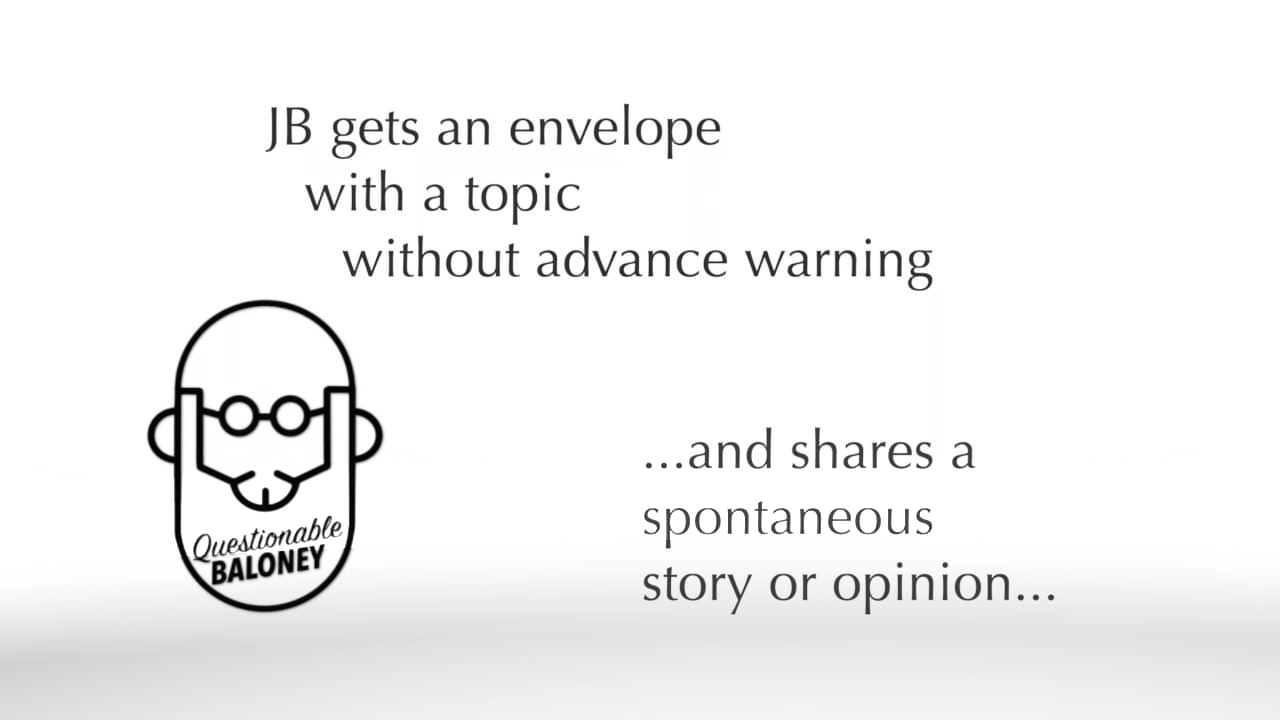 JB gets an envelope
with a topic
without advance warning
...and shares a
spontaneous
story or opinion...
Questionable
BALONEY